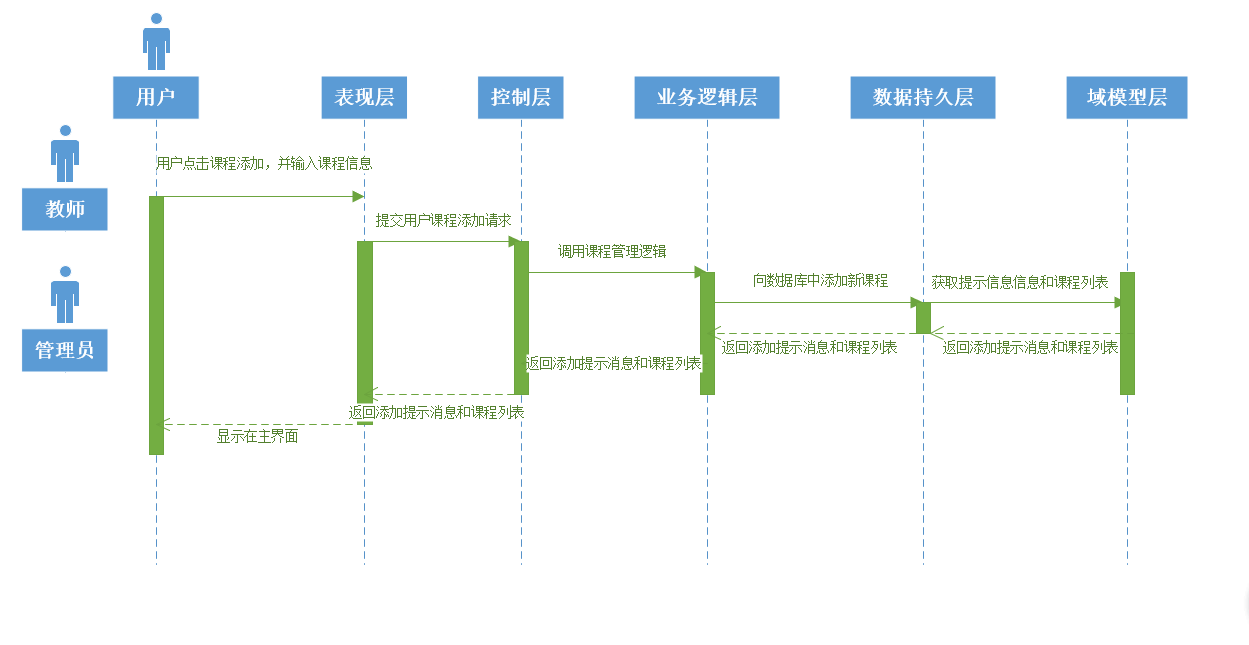 用户
表现层
控制层
业务逻辑层
数据持久层
域模型层
教师
管理员
用户点击课程添加，并输入课程信息
提交用户课程添加请求
调用课程管理逻辑
向数据库中添加新课程
获取提示信息信息和课程列表
返回添加提示消息和课程列表
返回添加提示消息和课程列表
返回添加提示消息和课程列表
返回添加提示消息和课程列表
显示在主界面